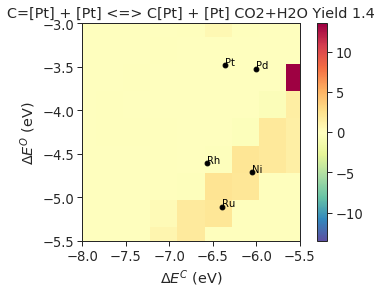 C=[Pt] + [Pt] <=> C[Pt] + [Pt] CO2+H2O Yield 1.4
−3.0
−3.5
−4.0
−4.5
−5.0
−5.5
ΔE^O (eV)
Pt
Pd
Rh
Ni
Ru
−8.0 −7.5 −7.0 −6.5 −6.0 −5.5
ΔE^C (eV)
10
5
0
−5
−10